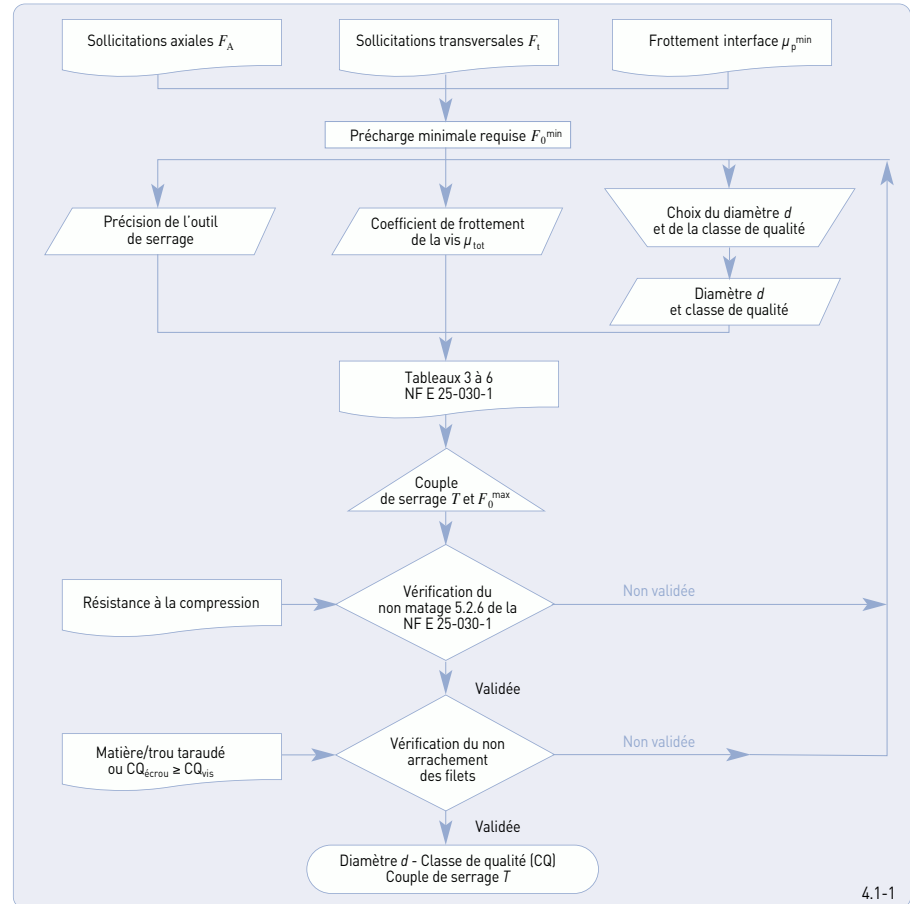 Sollicitations axiales F_A
Sollicitations transversales F_t
Frottement interface μ_p^min
Précharge minimale requise F_0^min
Précision de l'outil
de serrage
Coefficient de frottement
de la vis μ_tot
Choix du diamètre d
et de la classe de qualité
Diamètre d
et classe de qualité
Tableaux 3 à 6
NF E 25-030-1
Couple
de serrage T et F_0^max
Résistance à la compression
Vérification du
non matage 5.2.6 de la
NF E 25-030-1
Non validée
Validée
Matière/trou taraudé
ou CQ_écrou ≥ CQ_vis
Vérification du non
arrachement
des filets
Non validée
Validée
Diamètre d - Classe de qualité (CQ)
Couple de serrage T
4.1-1